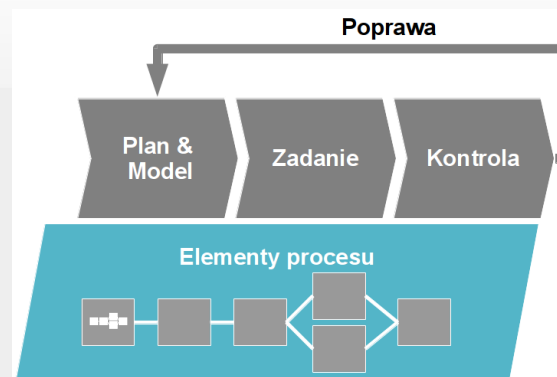 Poprawa
Plan &
Model
Zadanie
Kontrola
Elementy procesu